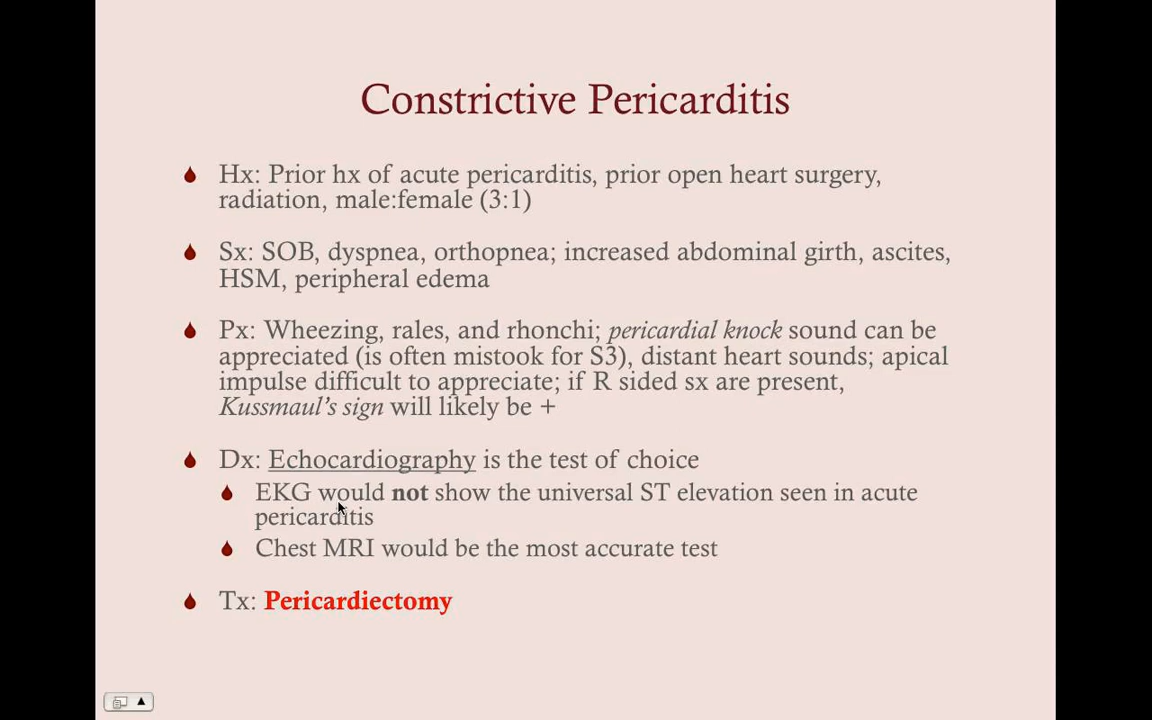 Constrictive Pericarditis
Hx: Prior hx of acute pericarditis, prior open heart surgery,
radiation, male:female (3:1)
Sx: SOB, dyspnea, orthopnea; increased abdominal girth, ascites,
HSM, peripheral edema
Px: Wheezing, rales, and rhonchi; pericardial knock sound can be
appreciated (is often mistook for S3), distant heart sounds; apical
impulse difficult to appreciate; if R sided sx are present,
Kussmaul’s sign will likely be +
Dx: Echocardiography is the test of choice
EKG would not show the universal ST elevation seen in acute
pericarditis
Chest MRI would be the most accurate test
Tx: Pericardiectomy